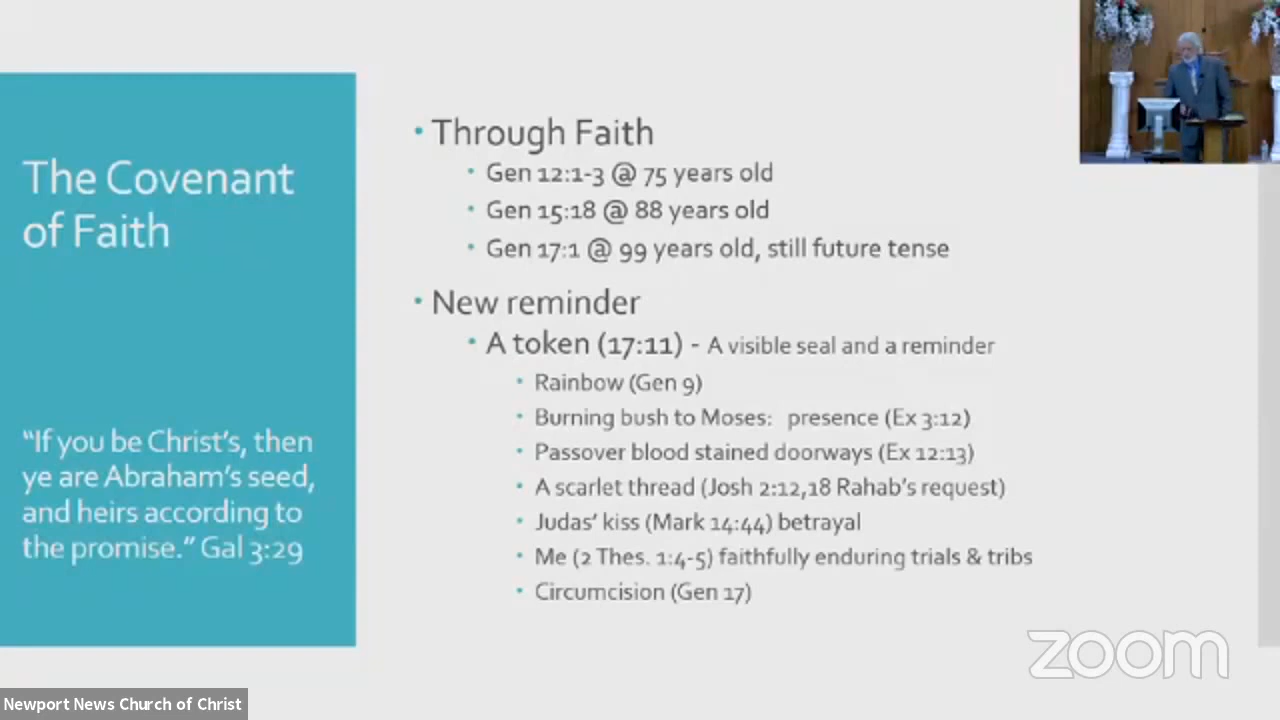 The Covenant
of Faith
“If you be Christ’s, then
ye are Abraham’s seed,
and heirs according to
the promise.” Gal 3:29
• Through Faith
• Gen 12:1-3 @ 75 years old
• Gen 15:18 @ 88 years old
• Gen 17:1 @ 99 years old, still future tense
• New reminder
• A token (17:11) - A visible seal and a reminder
• Rainbow (Gen 9)
• Burning bush to Moses: presence (Ex 3:12)
• Passover blood stained doorways (Ex 12:13)
• A scarlet thread (Josh 2:12,18 Rahab’s request)
• Judas’ kiss (Mark 14:44) betrayal
• Me (2 Thes. 1:4-5) faithfully enduring trials & tribs
• Circumcision (Gen 17)
zoom
Newport News Church of Christ